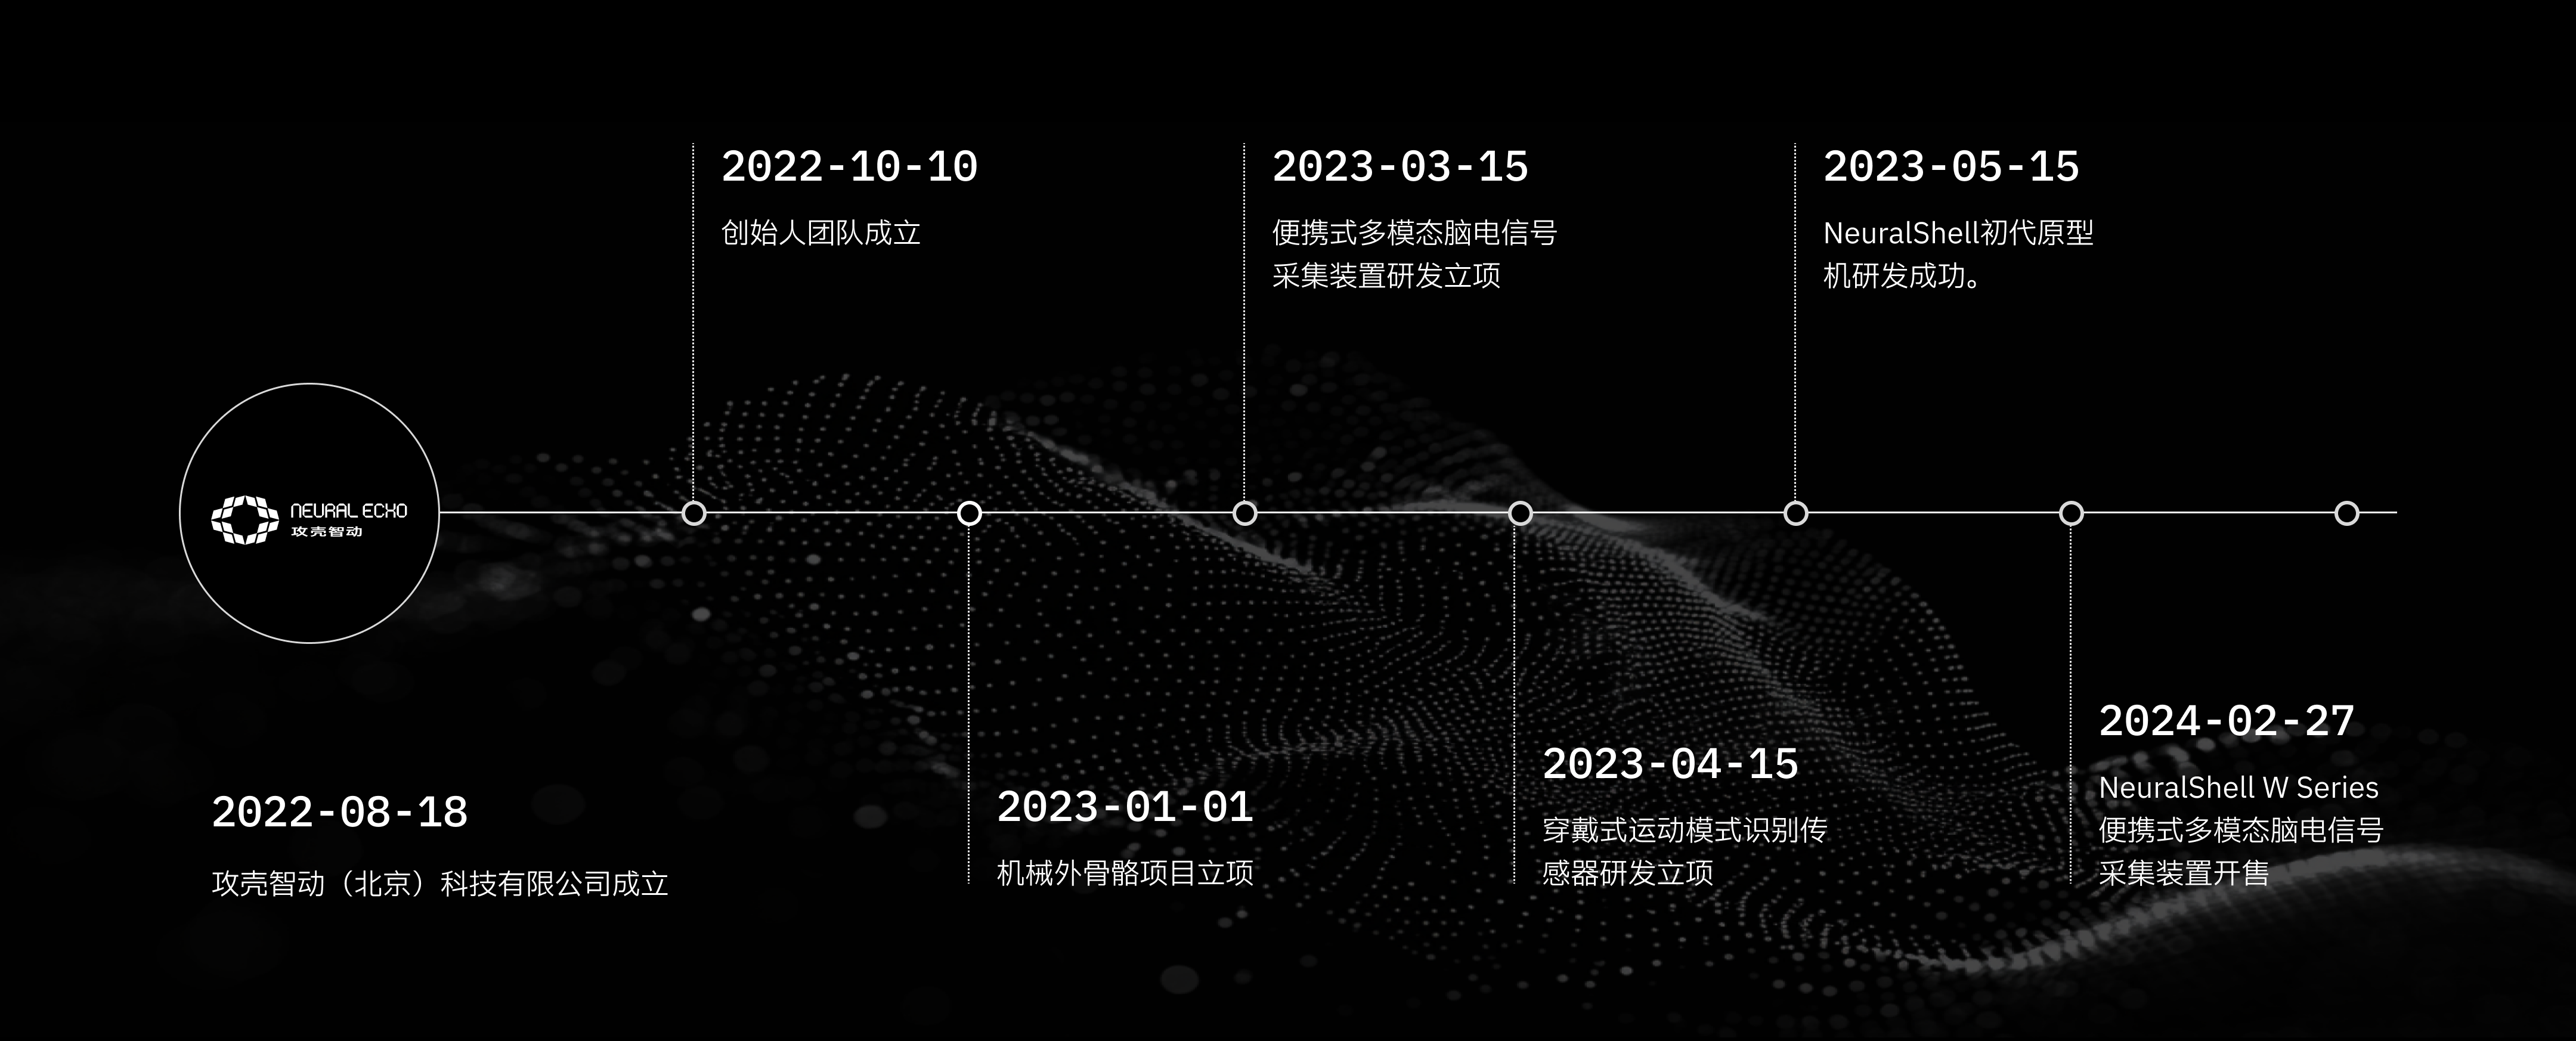 NEURAL ECHO
攻壳智动
2022-08-18
攻壳智动（北京）科技有限公司成立
2022-10-10
创始人团队成立
2023-01-01
机械外骨骼项目立项
2023-03-15
便携式多模态脑电信号
采集装置研发立项
2023-04-15
穿戴式运动模式识别传
感器研发立项
2023-05-15
NeuralShell初代原型
机研发成功。
2024-02-27
NeuralShell W Series
便携式多模态脑电信号
采集装置开售